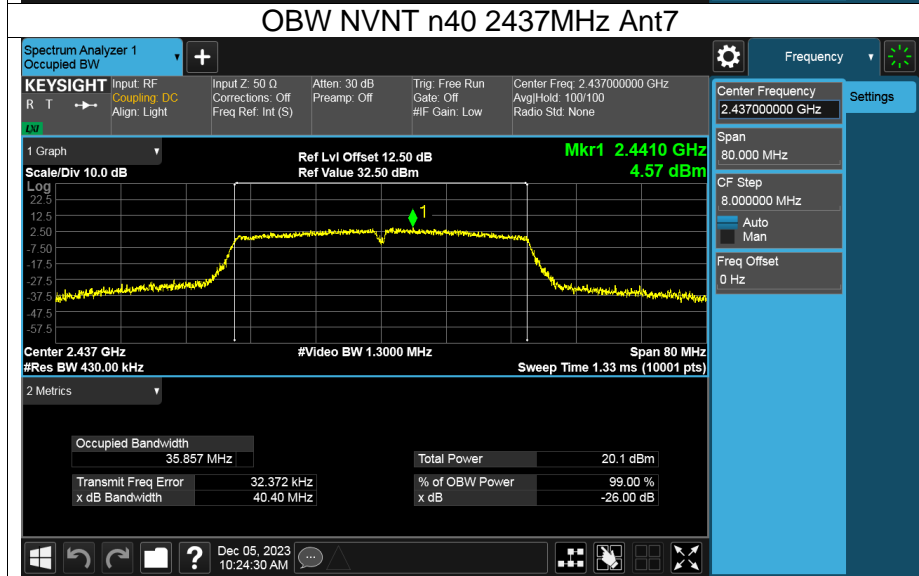 OBW NVNT n40 2437MHz Ant7
Spectrum Analyzer 1
Occupied BW
+
Frequency
KEYSIGHT
R T
LXI
Input: RF
Coupling: DC
Align: Light
Input Z: 50 Ω
Corrections: Off
Freq Ref: Int (S)
Atten: 30 dB
Preamp: Off
Trig: Free Run
Gate: Off
#IF Gain: Low
Center Freq: 2.437000000 GHz
Avg|Hold: 100/100
Radio Std: None
Center Frequency
2.437000000 GHz
Settings
Span
80.000 MHz
CF Step
8.000000 MHz
Auto
Man
Freq Offset
0 Hz
1 Graph
Scale/Div 10.0 dB
Ref Lvl Offset 12.50 dB
Ref Value 32.50 dBm
Mkr1 2.4410 GHz
4.57 dBm
Log
22.5
12.5
2.50
-7.50
-17.5
-27.5
-37.5
-47.5
-57.5
1
Center 2.437 GHz
#Res BW 430.00 kHz
#Video BW 1.3000 MHz
Span 80 MHz
Sweep Time 1.33 ms (10001 pts)
2 Metrics
Occupied Bandwidth
35.857 MHz
Transmit Freq Error 32.372 kHz
x dB Bandwidth 40.40 MHz
Total Power 20.1 dBm
% of OBW Power 99.00 %
x dB -26.00 dB
?
Dec 05, 2023
10:24:30 AM